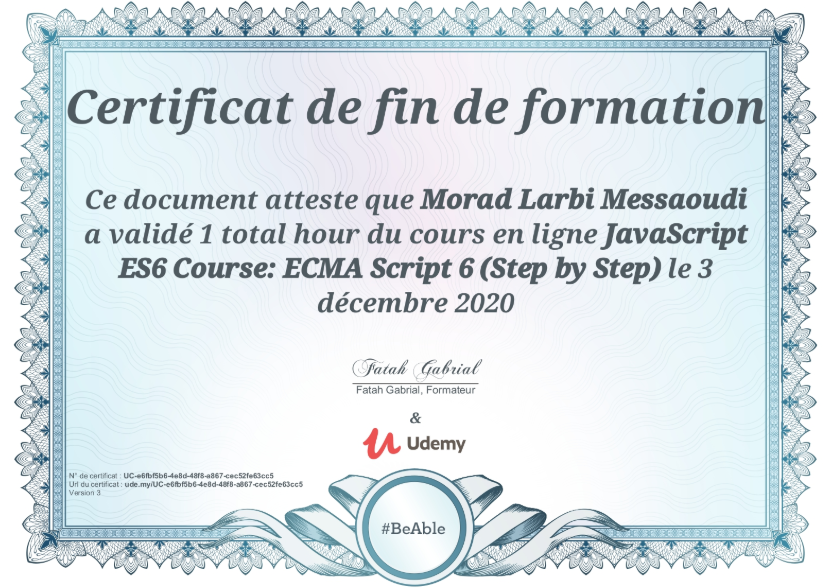 Certificat de fin de formation
Ce document atteste que Morad Larbi Messaoudi
a validé 1 total hour du cours en ligne JavaScript
ES6 Course: ECMA Script 6 (Step by Step) le 3
décembre 2020
Fatah Gabrial
Fatah Gabrial, Formateur
&
Udemy
N° de certificat : UC-e6fbf5b6-4e8d-48f8-a867-cec52fe63cc5
Url du certificat : ude.my/UC-e6fbf5b6-4e8d-48f8-a867-cec52fe63cc5
Version 3
#BeAble